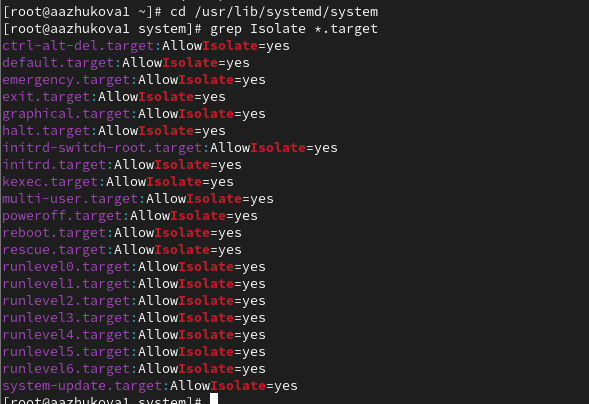 [root@aazhukova1 ~]# cd /usr/lib/systemd/system
[root@aazhukova1 system]# grep Isolate *.target
ctrl-alt-del.target:AllowIsolate=yes
default.target:AllowIsolate=yes
emergency.target:AllowIsolate=yes
exit.target:AllowIsolate=yes
graphical.target:AllowIsolate=yes
halt.target:AllowIsolate=yes
initrd-switch-root.target:AllowIsolate=yes
initrd.target:AllowIsolate=yes
kexec.target:AllowIsolate=yes
multi-user.target:AllowIsolate=yes
poweroff.target:AllowIsolate=yes
reboot.target:AllowIsolate=yes
rescue.target:AllowIsolate=yes
runlevel0.target:AllowIsolate=yes
runlevel1.target:AllowIsolate=yes
runlevel2.target:AllowIsolate=yes
runlevel3.target:AllowIsolate=yes
runlevel4.target:AllowIsolate=yes
runlevel5.target:AllowIsolate=yes
runlevel6.target:AllowIsolate=yes
system-update.target:AllowIsolate=yes
[root@aazhukova1 system]#